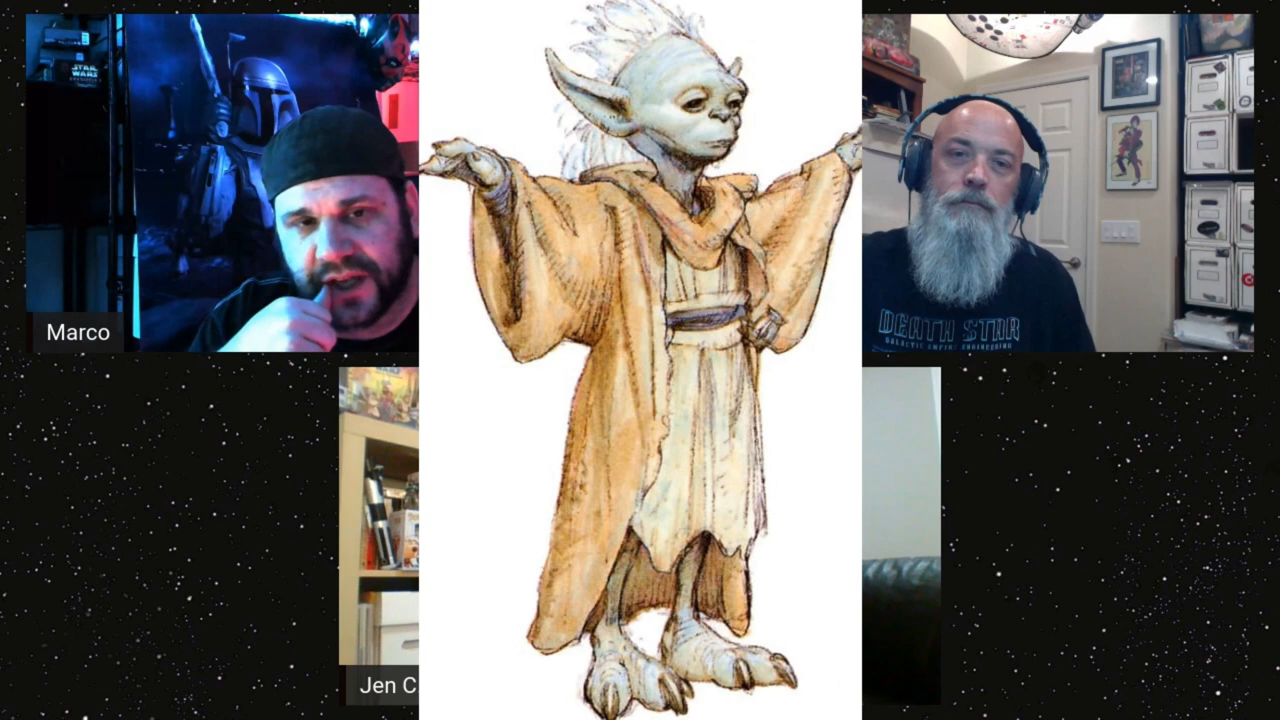 STAR
WARS
Marco
DEATH STAR
GALACTIC EMPIRE ENGINEERING
Jen C